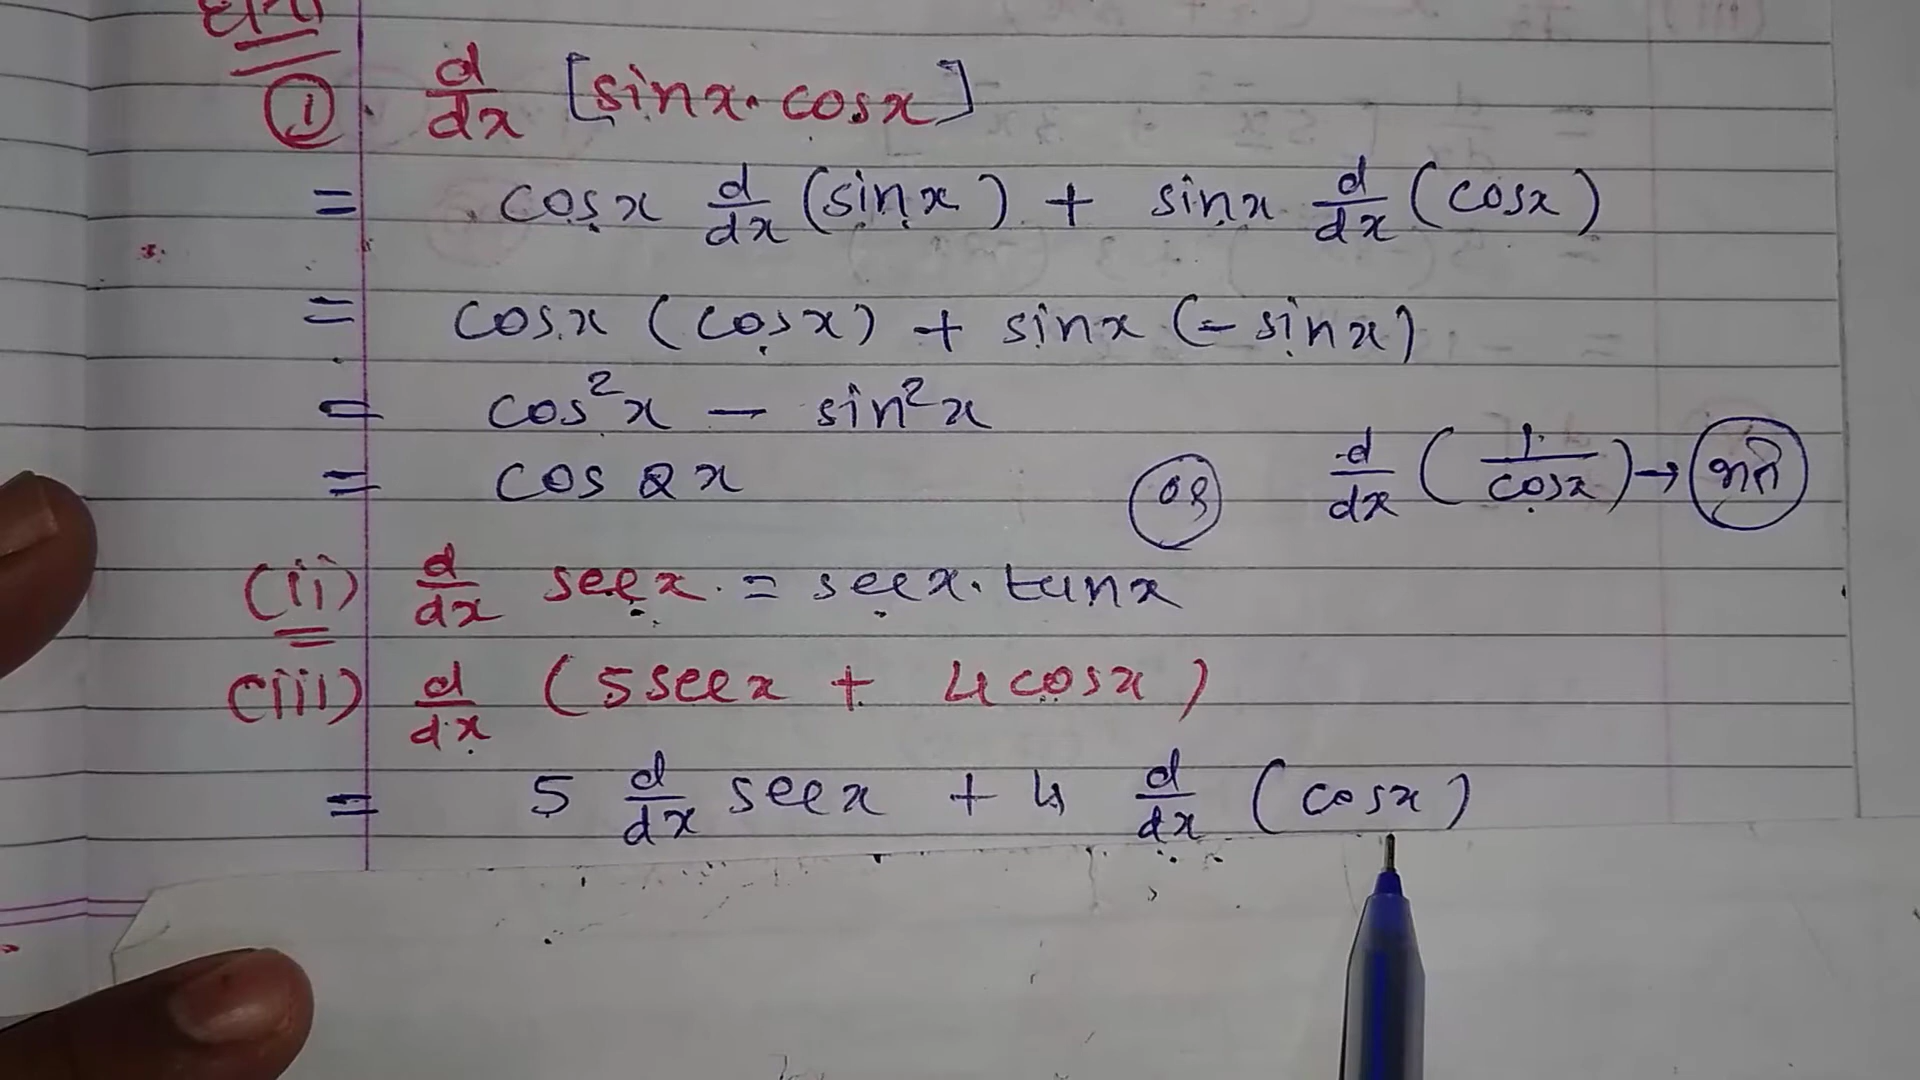 ① d/dx [sinx·cosx]
= cosx d/dx (sinx) + sinx d/dx (cosx)
= cosx (cosx) + sinx (-sinx)
= cos²x - sin²x
= cos 2x
or d/dx (1/cosx) →
(ii) d/dx secx = secx·tanx
(iii) d/dx (5secx + 4cosx)
= 5 d/dx secx + 4 d/dx (cosx)